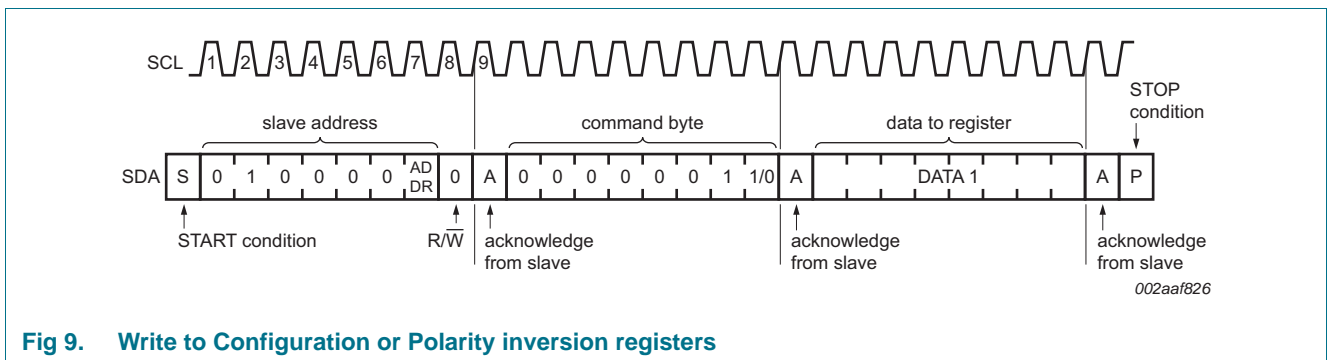 SCL 1 2 3 4 5 6 7 8 9
STOP
condition
slave address command byte data to register
SDA S 0 1 0 0 0 0 AD DR 0 A 0 0 0 0 0 0 1 1/0 A DATA 1 A P
START condition R/W̅ acknowledge from slave acknowledge from slave acknowledge from slave
002aaf826
Fig 9. Write to Configuration or Polarity inversion registers